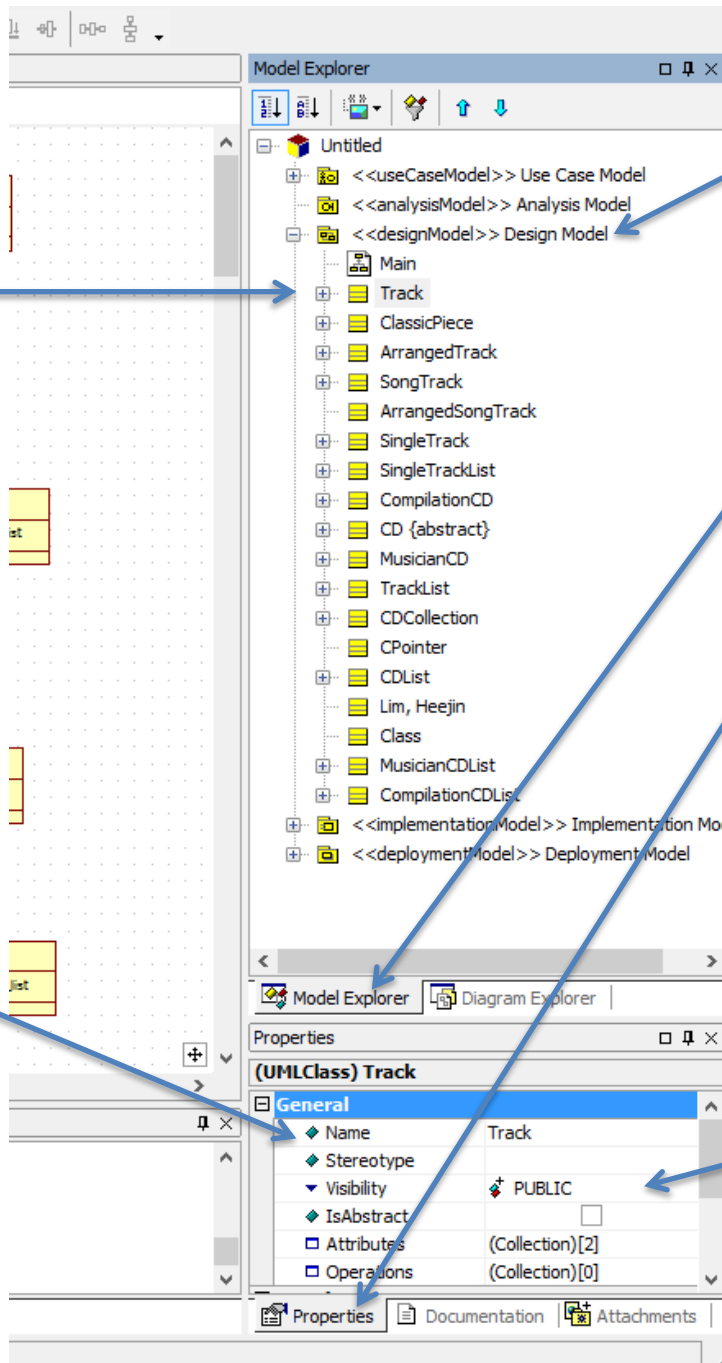 Model Explorer
Untitled
<<useCaseModel>> Use Case Model
<<analysisModel>> Analysis Model
<<designModel>> Design Model
Main
Track
ClassicPiece
ArrangedTrack
SongTrack
ArrangedSongTrack
SingleTrack
SingleTrackList
CompilationCD
CD {abstract}
MusicianCD
TrackList
CDCollection
CPointer
CDList
Lim, Heejin
Class
MusicianCDList
CompilationCDList
<<implementationModel>> Implementation Mo
<<deploymentModel>> Deployment Model
Model Explorer Diagram Explorer
Properties
(UMLClass) Track
General
Name Track
Stereotype
Visibility PUBLIC
IsAbstract
Attributes (Collection)[2]
Operations (Collection)[0]
Properties Documentation Attachments